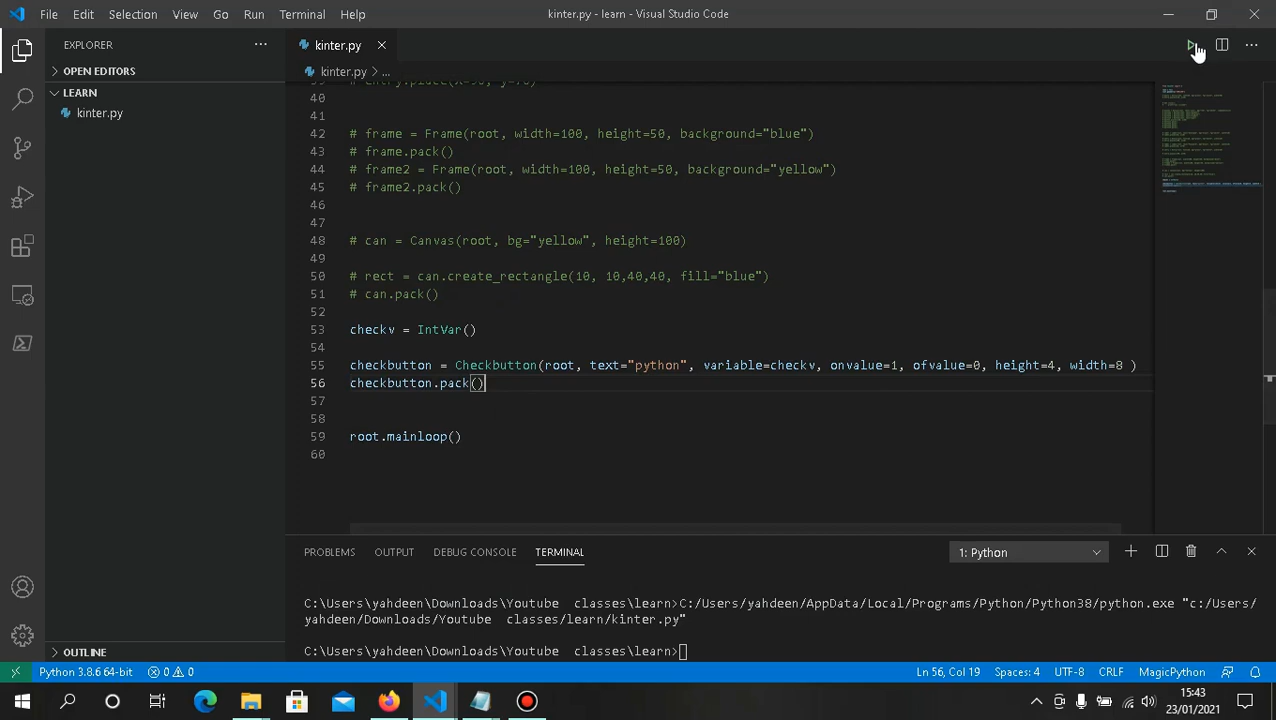 File Edit Selection View Go Run Terminal Help kinter.py - learn - Visual Studio Code
EXPLORER
kinter.py
OPEN EDITORS
kinter.py > ...
LEARN
kinter.py
40
41
42 # frame = Frame(root, width=100, height=50, background="blue")
43 # frame.pack()
44 # frame2 = Frame(root, width=100, height=50, background="yellow")
45 # frame2.pack()
46
47
48 # can = Canvas(root, bg="yellow", height=100)
49
50 # rect = can.create_rectangle(10, 10,40,40, fill="blue")
51 # can.pack()
52
53 checkv = IntVar()
54
55 checkbutton = Checkbutton(root, text="python", variable=checkv, onvalue=1, ofvalue=0, height=4, width=8 )
56 checkbutton.pack()
57
58
59 root.mainloop()
60
PROBLEMS OUTPUT DEBUG CONSOLE TERMINAL 1: Python
C:\Users\yahdeen\Downloads\Youtube classes\learn>C:/Users/yahdeen/AppData/Local/Programs/Python/Python38/python.exe "c:/Users/
yahdeen/Downloads/Youtube classes/learn/kinter.py"
C:\Users\yahdeen\Downloads\Youtube classes\learn>
OUTLINE
Python 3.8.6 64-bit 0 0 Ln 56, Col 19 Spaces: 4 UTF-8 CRLF MagicPython
15:43
23/01/2021